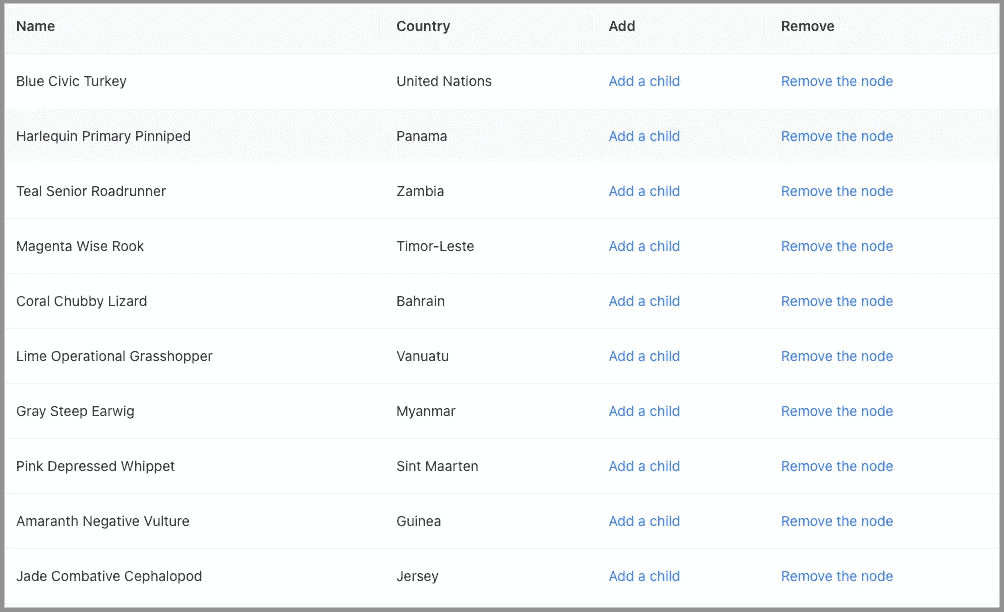 Name Country Add Remove
Blue Civic Turkey United Nations Add a child Remove the node
Harlequin Primary Pinniped Panama Add a child Remove the node
Teal Senior Roadrunner Zambia Add a child Remove the node
Magenta Wise Rook Timor-Leste Add a child Remove the node
Coral Chubby Lizard Bahrain Add a child Remove the node
Lime Operational Grasshopper Vanuatu Add a child Remove the node
Gray Steep Earwig Myanmar Add a child Remove the node
Pink Depressed Whippet Sint Maarten Add a child Remove the node
Amaranth Negative Vulture Guinea Add a child Remove the node
Jade Combative Cephalopod Jersey Add a child Remove the node